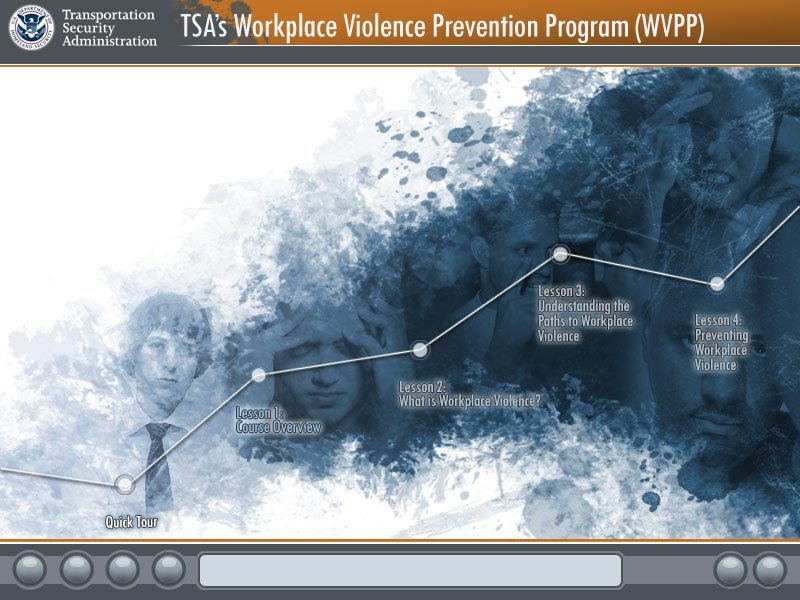 Transportation
Security
Administration
TSA's Workplace Violence Prevention Program (WVPP)
Lesson 3:
Understanding the
Paths to Workplace
Violence
Lesson 4:
Preventing
Workplace
Violence
Lesson 2:
What is Workplace Violence?
Lesson 1:
Course Overview
Quick Tour